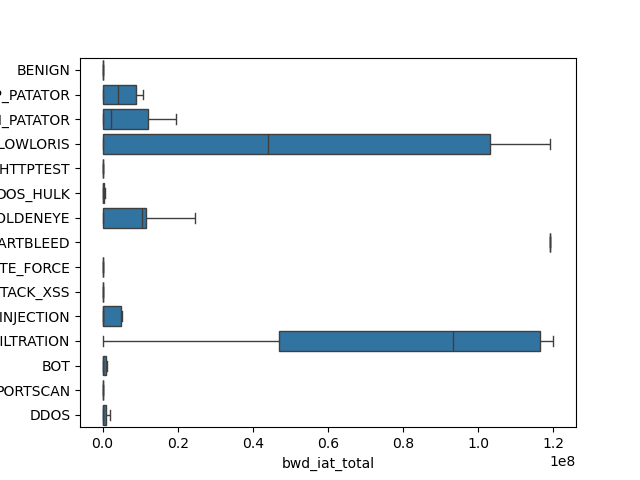 BENIGN
P_PATATOR
H_PATATOR
LOWLORIS
HTTPTEST
DOS_HULK
OLDENEYE
ARTBLEED
TE_FORCE
TACK_XSS
INJECTION
ILTRATION
BOT
PORTSCAN
DDOS
0.0 0.2 0.4 0.6 0.8 1.0 1.2
1e8
bwd_iat_total